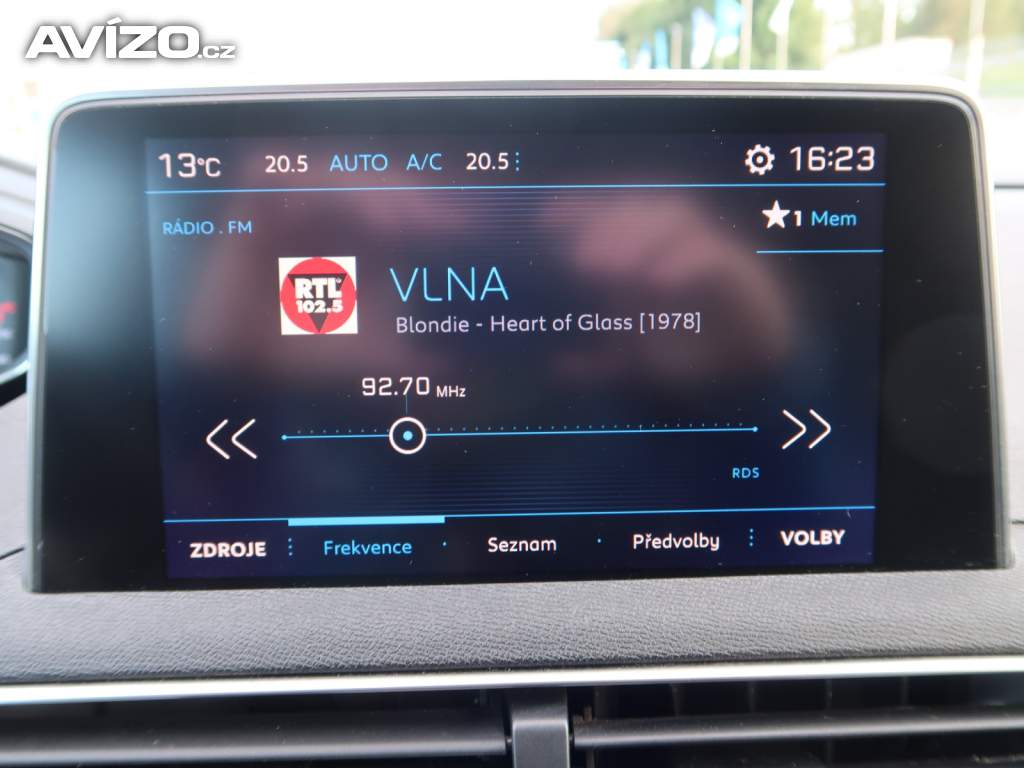 AVÍZO.cz
13°C 20.5 AUTO A/C 20.5 16:23
RÁDIO . FM
1 Mem
RTL
102.5
VLNA
Blondie - Heart of Glass [1978]
92.70 MHz
RDS
ZDROJE Frekvence Seznam Předvolby VOLBY